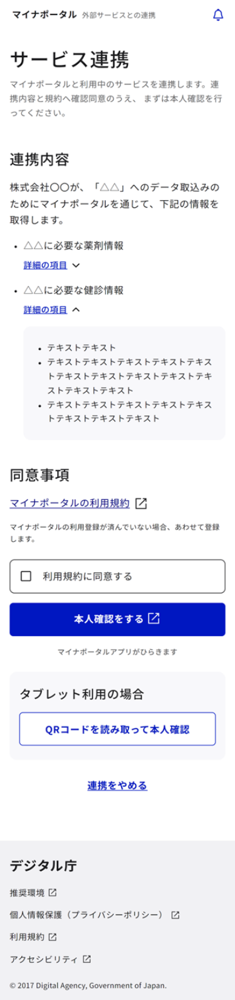 マイナポータル 外部サービスとの連携
サービス連携
マイナポータルと利用中のサービスを連携します。連
携内容と規約へ確認同意のうえ、 まずは本人確認を行
ってください。
連携内容
株式会社〇〇が、「△△」へのデータ取込みの
ためにマイナポータルを通じて、下記の情報を
取得します。
• △△に必要な薬剤情報
詳細の項目
• △△に必要な健診情報
詳細の項目
• テキストテキスト
• テキストテキストテキストテキストテキス
トテキストテキストテキストテキストテキ
ストテキストテキスト
• テキストテキストテキストテキストテキス
トテキストテキストテキスト
同意事項
マイナポータルの利用規約
マイナポータルの利用登録が済んでいない場合、あわせて登録
します。
利用規約に同意する
本人確認をする
マイナポータルアプリがひらきます
タブレット利用の場合
QRコードを読み取って本人確認
連携をやめる
デジタル庁
推奨環境
個人情報保護（プライバシーポリシー）
利用規約
アクセシビリティ
© 2017 Digital Agency, Government of Japan.